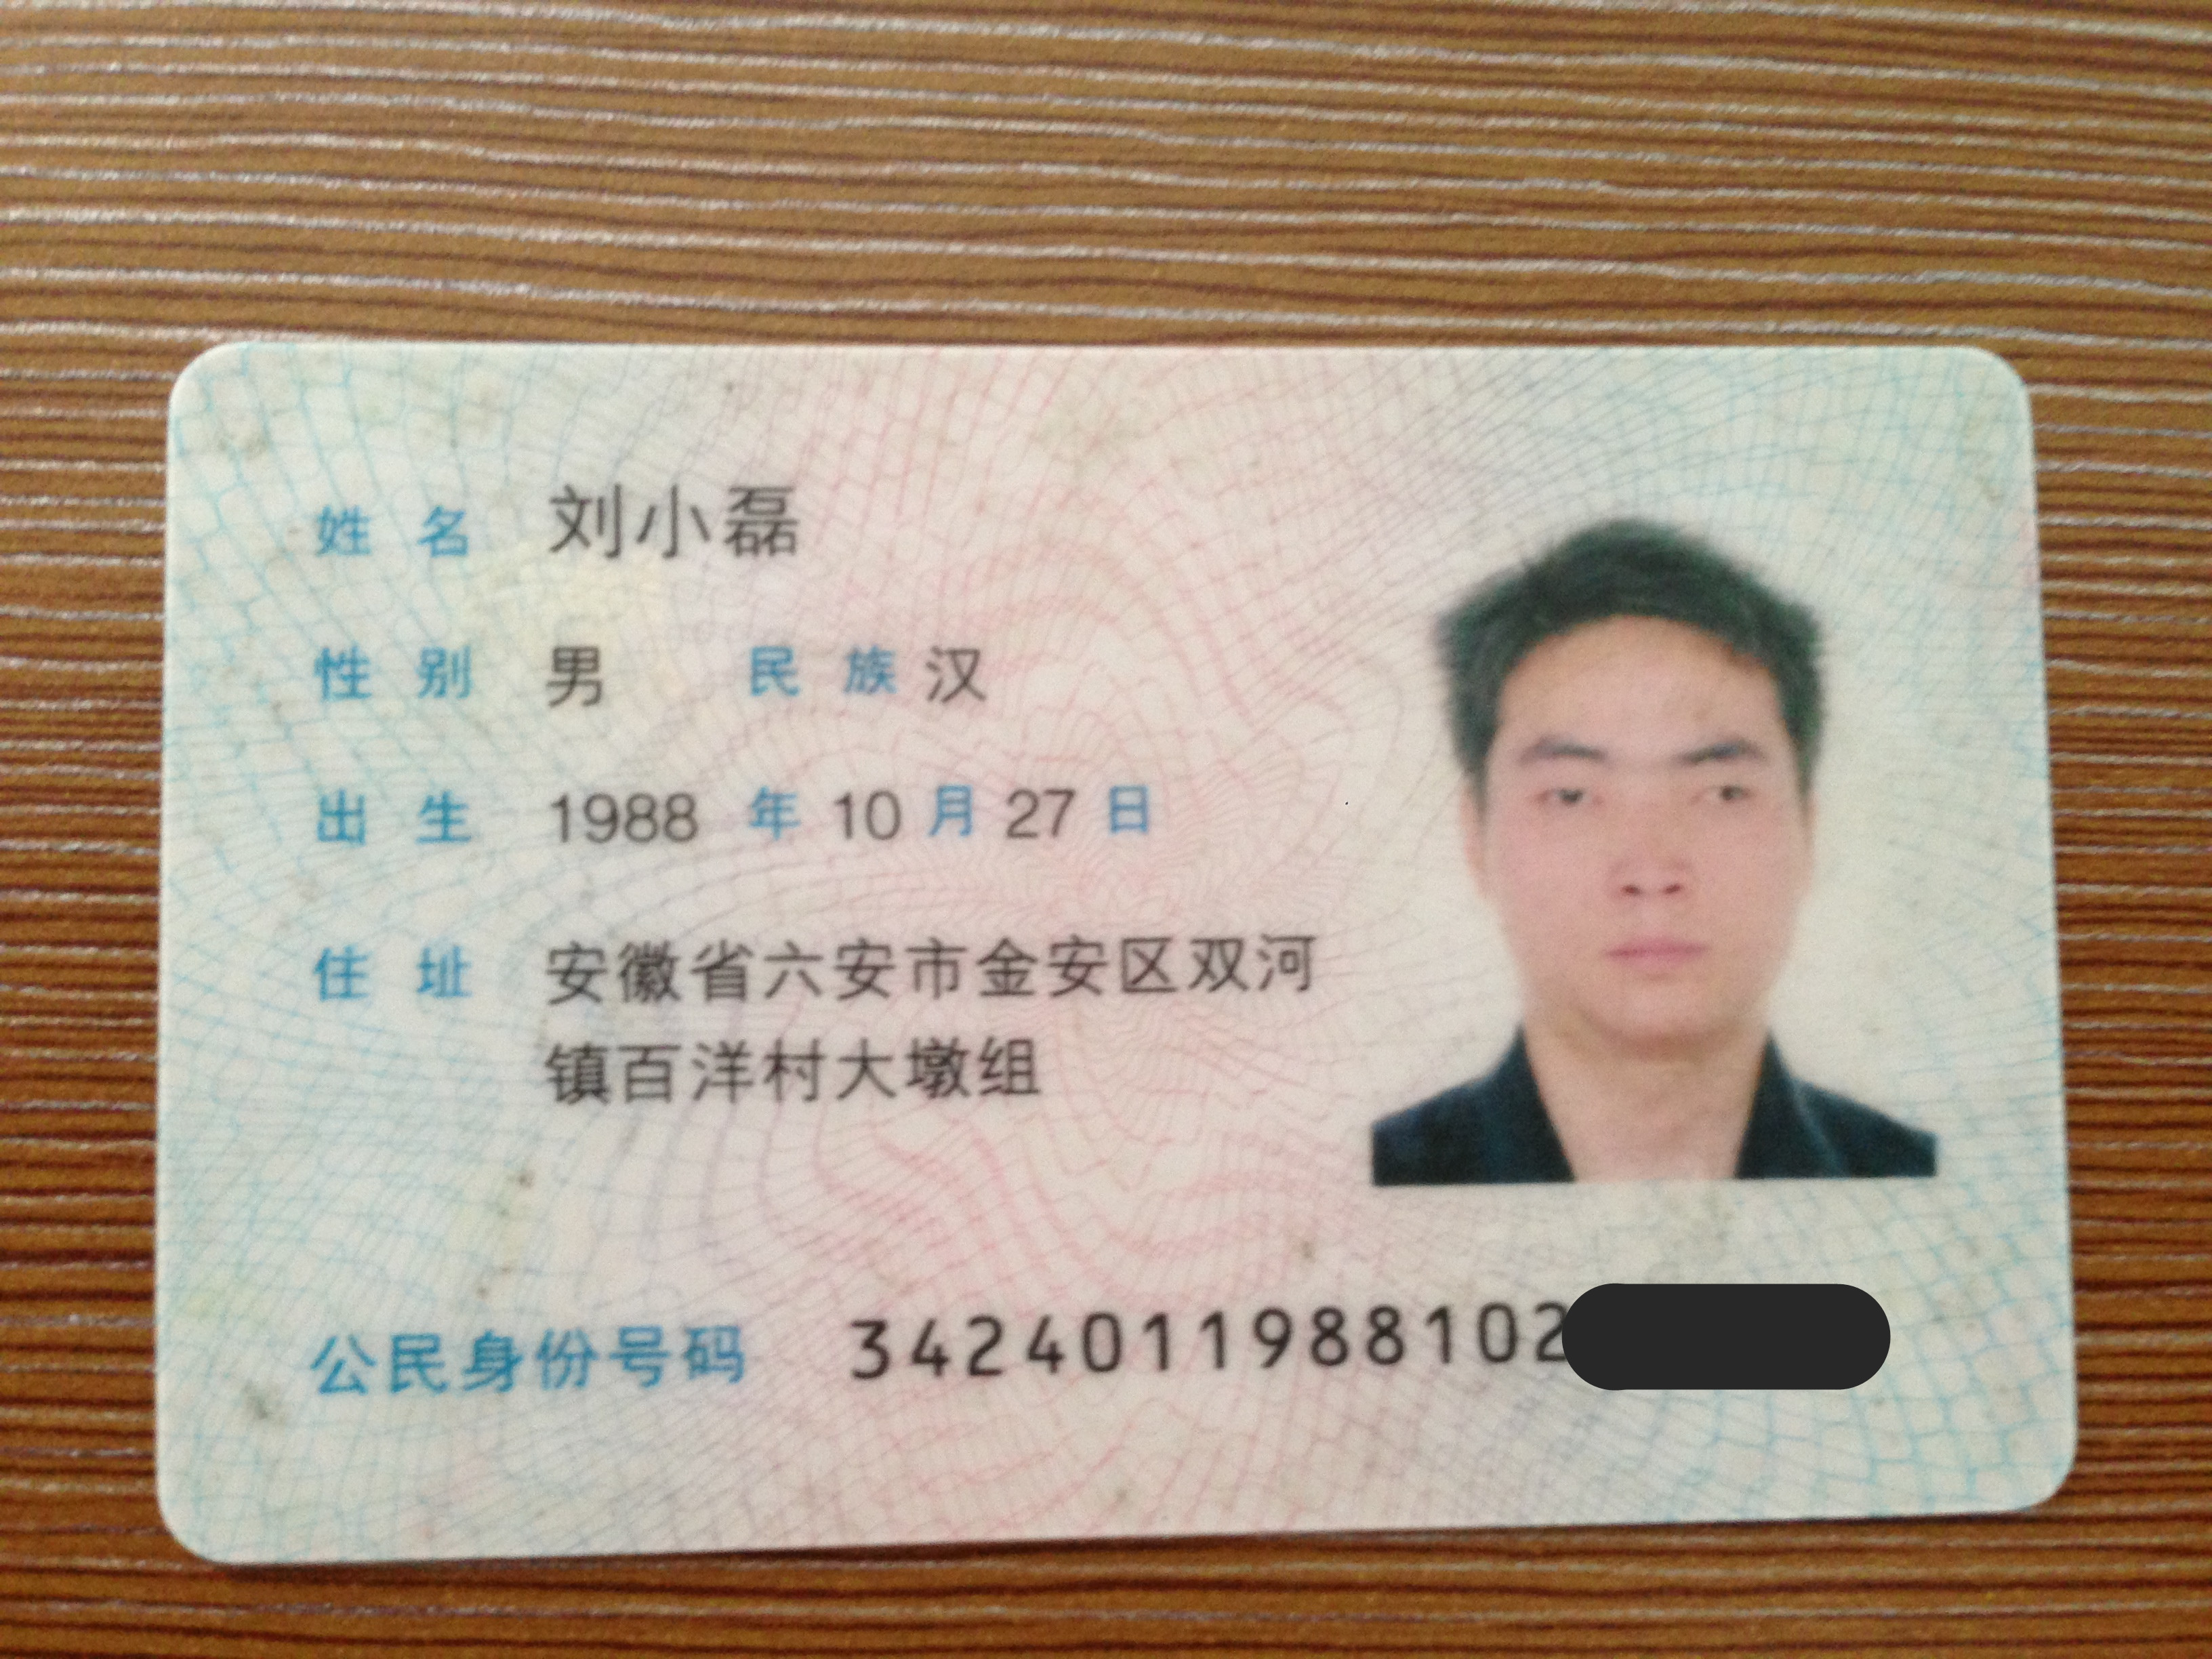 姓名 刘小磊
性别 男 民族 汉
出生 1988 年 10 月 27 日
住址 安徽省六安市金安区双河
镇百洋村大墩组
公民身份号码 3424011988102